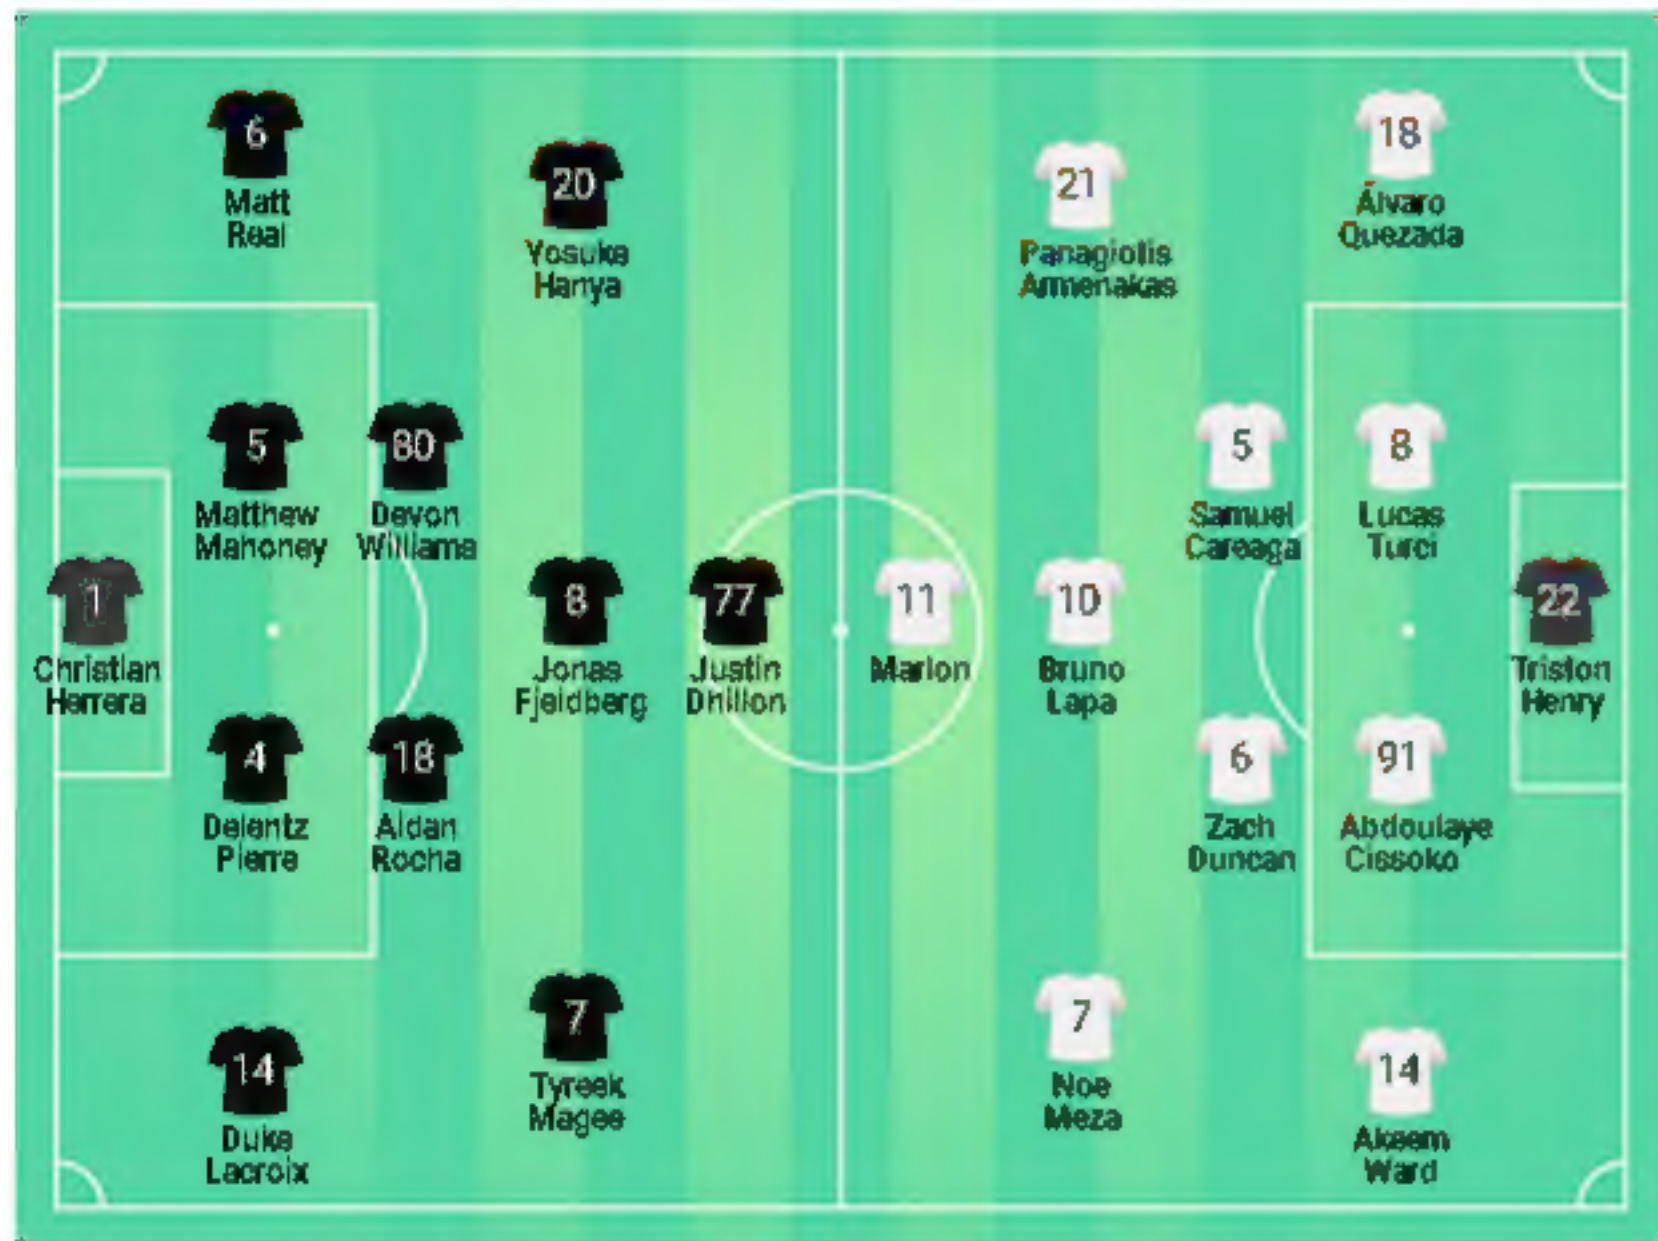 6
Matt
Real
20
Yosuke
Hanya
21
Panagiotis
Armenakas
18
Álvaro
Quezada
5
Matthew
Mahoney
80
Devon
Williams
5
Samuel
Careaga
8
Lucas
Turci
1
Christian
Herrera
8
Jonas
Fjeldberg
77
Justin
Dhillon
11
Marlon
10
Bruno
Lapa
22
Triston
Henry
4
Delentz
Pierre
18
Aidan
Rocha
6
Zach
Duncan
91
Abdoulaye
Cissoko
14
Duke
Lacroix
7
Tyreek
Magee
7
Noe
Meza
14
Akeem
Ward